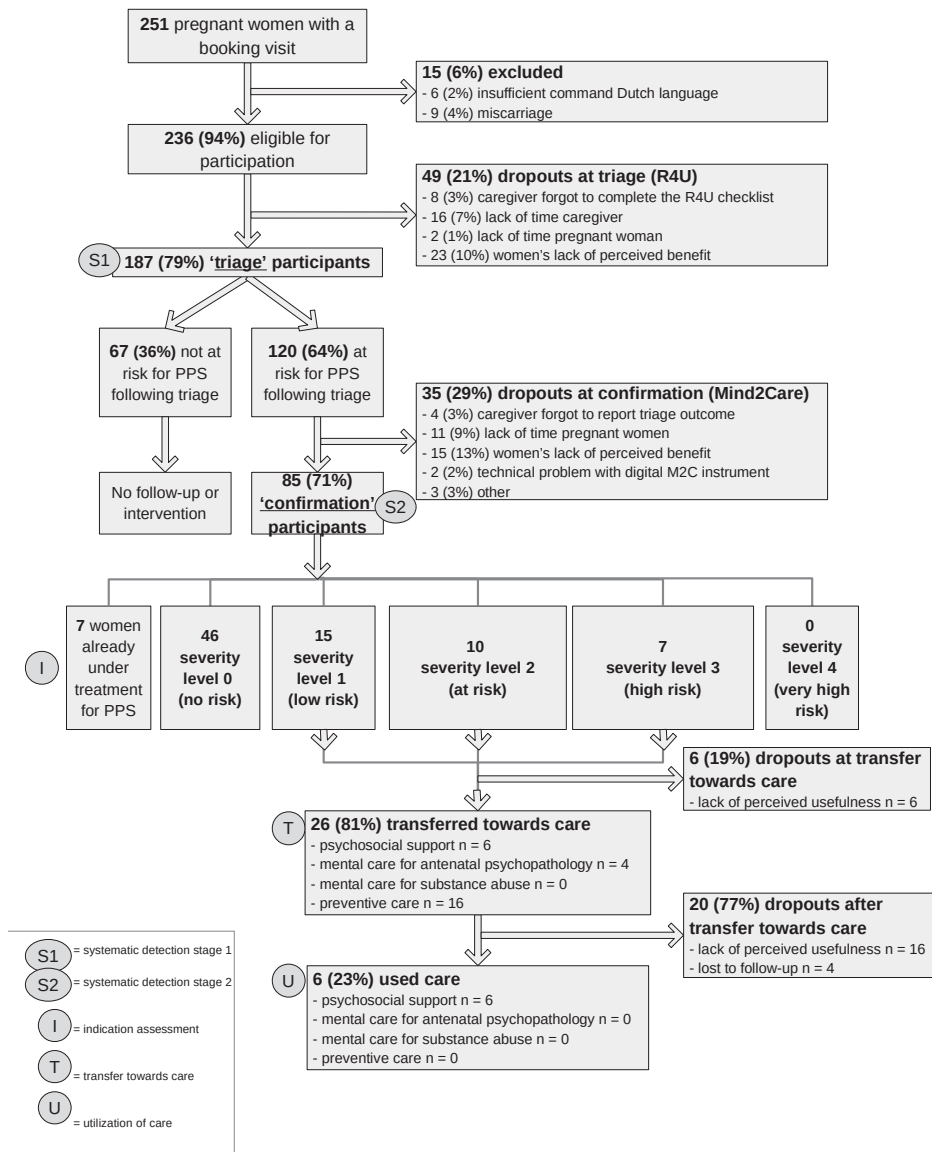 251 pregnant women with a
booking visit
15 (6%) excluded
- 6 (2%) insufficient command Dutch language
- 9 (4%) miscarriage
236 (94%) eligible for
participation
49 (21%) dropouts at triage (R4U)
- 8 (3%) caregiver forgot to complete the R4U checklist
- 16 (7%) lack of time caregiver
- 2 (1%) lack of time pregnant woman
- 23 (10%) women's lack of perceived benefit
S1
187 (79%) 'triage' participants
67 (36%) not at
risk for PPS
following triage
120 (64%) at
risk for PPS
following triage
35 (29%) dropouts at confirmation (Mind2Care)
- 4 (3%) caregiver forgot to report triage outcome
- 11 (9%) lack of time pregnant women
- 15 (13%) women's lack of perceived benefit
- 2 (2%) technical problem with digital M2C instrument
- 3 (3%) other
No follow-up or
intervention
85 (71%)
'confirmation'
participants
S2
I
7 women
already
under
treatment
for PPS
46
severity
level 0
(no risk)
15
severity
level 1
(low risk)
10
severity level 2
(at risk)
7
severity level 3
(high risk)
0
severity
level 4
(very high
risk)
6 (19%) dropouts at transfer
towards care
- lack of perceived usefulness n = 6
T
26 (81%) transferred towards care
- psychosocial support n = 6
- mental care for antenatal psychopathology n = 4
- mental care for substance abuse n = 0
- preventive care n = 16
20 (77%) dropouts after
transfer towards care
- lack of perceived usefulness n = 16
- lost to follow-up n = 4
U
6 (23%) used care
- psychosocial support n = 6
- mental care for antenatal psychopathology n = 0
- mental care for substance abuse n = 0
- preventive care n = 0
S1 = systematic detection stage 1
S2 = systematic detection stage 2
I = indication assessment
T = transfer towards care
U = utilization of care